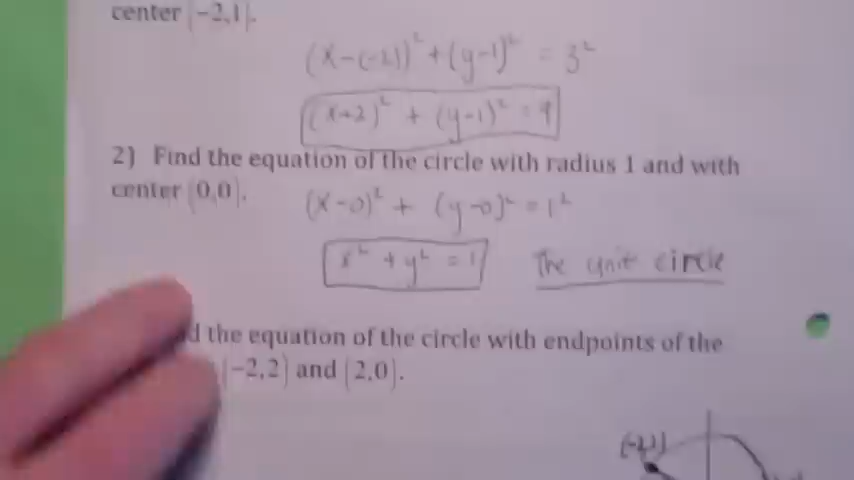 center (-2,1).
(x-(-2))² + (y-1)² = 3²
(x+2)² + (y-1)² = 9
2) Find the equation of the circle with radius 1 and with
center (0,0).
(x-0)² + (y-0)² = 1²
x² + y² = 1
The unit circle
d the equation of the circle with endpoints of the
(-2,2) and (2,0).